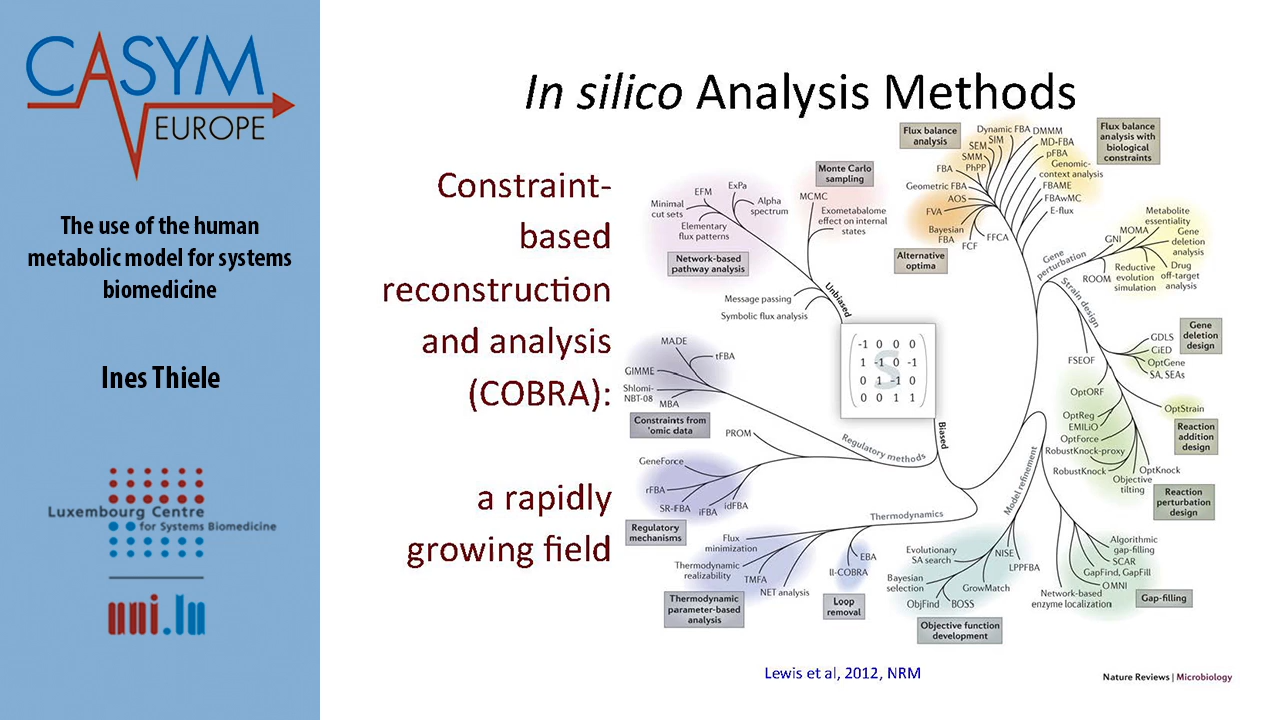 CASYM
EUROPE
The use of the human
metabolic model for systems
biomedicine
Ines Thiele
Luxembourg Centre
for Systems Biomedicine
uni.lu
In silico Analysis Methods
Constraint-
based
reconstruction
and analysis
(COBRA):
a rapidly
growing field
Flux balance
analysis
Dynamic FBA
DMMM
SIM
MD-FBA
SEM
pFBA
SMM
Genomic-
context analysis
PhPP
FBA
FBAME
Geometric FBA
FBAwMC
AOS
E-flux
FVA
Bayesian
FBA
FCF
FFCA
Alternative
optima
Flux balance
analysis with
biological
constraints
Monte Carlo
sampling
MCMC
Exometabalome
effect on internal
states
ExPa
EFM
Alpha
spectrum
Minimal
cut sets
Elementary
flux patterns
Network-based
pathway analysis
Message passing
Symbolic flux analysis
Unbiased
Gene
perturbation
Metabolite
essentiality
MOMA
GNI
Gene
deletion
analysis
ROOM
Reductive
evolution
simulation
Drug
off-target
analysis
Strain design
Gene
deletion
design
GDLS
CiED
OptGene
SA, SEAs
FSEOF
OptORF
OptStrain
OptReg
EMILiO
OptForce
RobustKnock-proxy
RobustKnock
OptKnock
Objective
tilting
Reaction
addition
design
Reaction
perturbation
design
-1 0 0 0
1 -1 0 -1
0 1 -1 0
0 0 1 1
S
Biased
MADE
tFBA
GIMME
Shlomi-
NBT-08
MBA
Constraints from
'omic data
PROM
Regulatory methods
GeneForce
rFBA
SR-FBA
iFBA
idFBA
Regulatory
mechanisms
Thermodynamics
Flux
minimization
Thermodynamic
realizability
TMFA
NET analysis
Thermodynamic
parameter-based
analysis
EBA
ll-COBRA
Loop
removal
Model refinement
Evolutionary
SA search
NISE
LPPFBA
Bayesian
selection
GrowMatch
ObjFind
BOSS
Objective function
development
Algorithmic
gap-filling
SCAR
GapFind, GapFill
OMNI
Network-based
enzyme localization
Gap-filling
Lewis et al, 2012, NRM
Nature Reviews | Microbiology